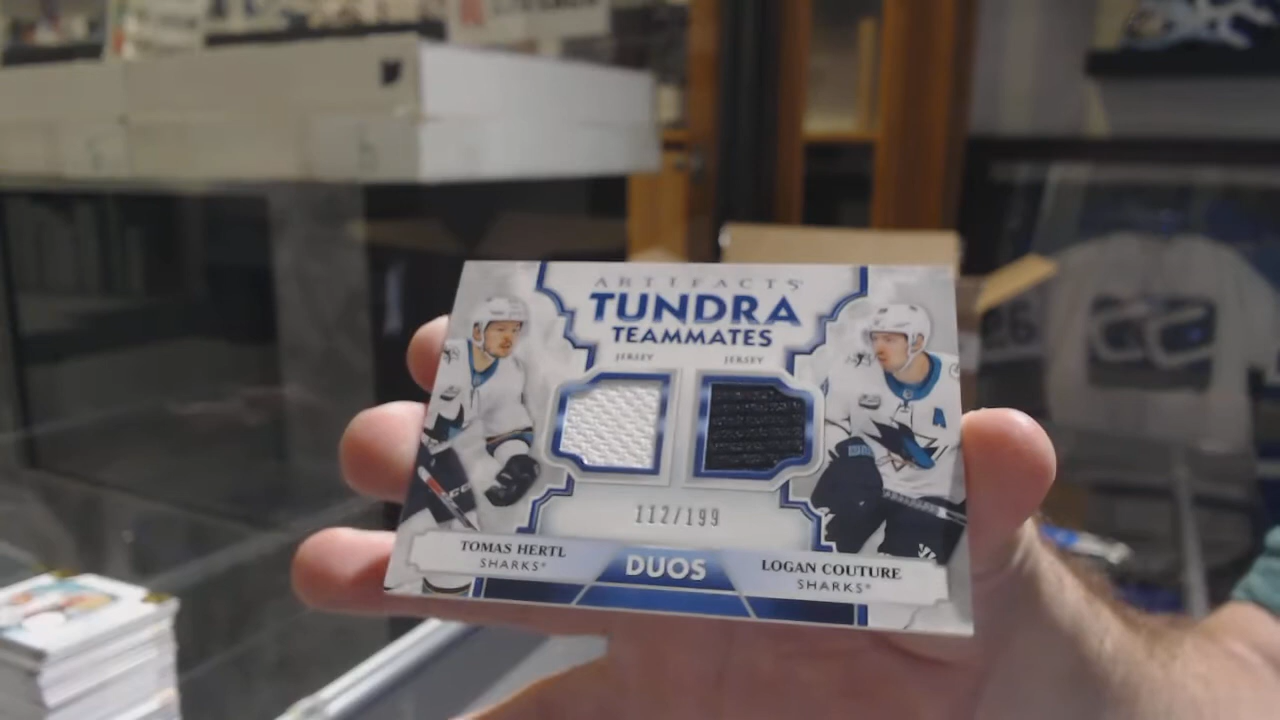 ARTIFACTS
TUNDRA
TEAMMATES
JERSEY JERSEY
A
112/199
TOMAS HERTL
SHARKS
DUOS
LOGAN COUTURE
SHARKS